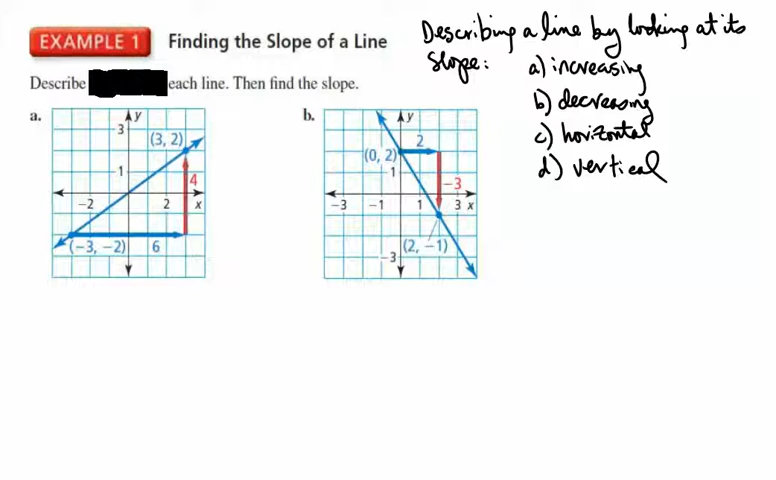 EXAMPLE 1 Finding the Slope of a Line
Describe each line. Then find the slope.
Describing a line by looking at its
slope: a) increasing
b) decreasing
c) horizontal
d) vertical
a.
y
3
(3, 2)
1
4
-2
2
x
(-3, -2)
6
b.
y
2
(0, 2)
1
-3
-3
-1
1
3 x
(2, -1)
-3